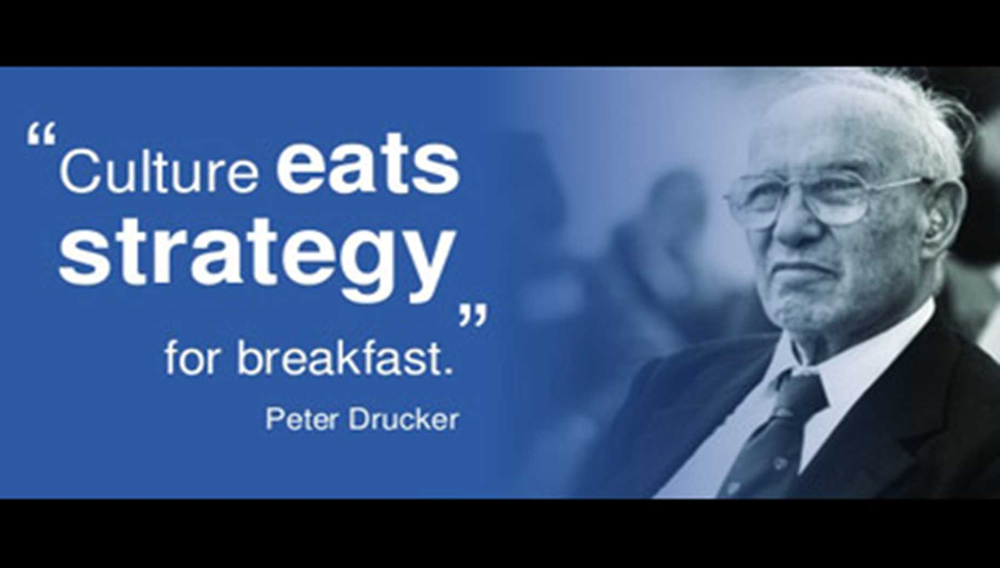 “Culture eats
strategy”
for breakfast.
Peter Drucker